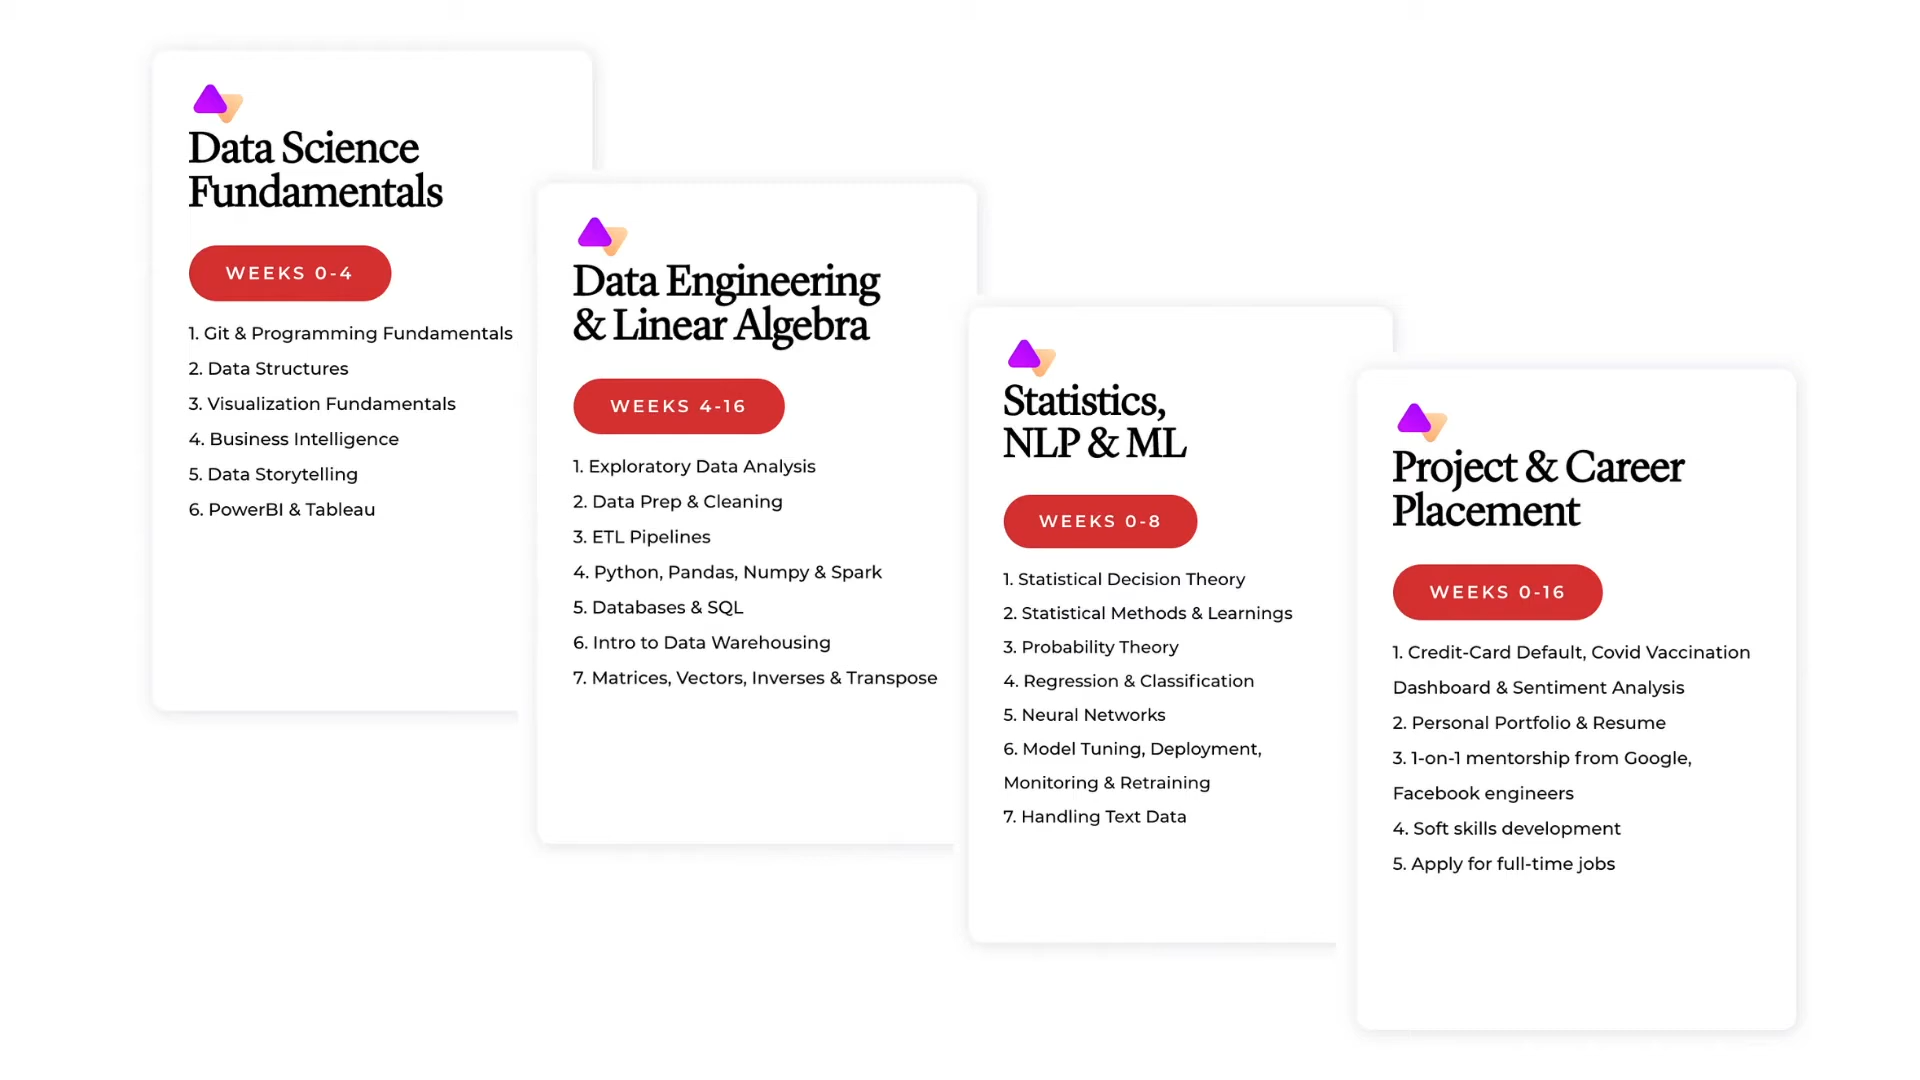 Data Science
Fundamentals
WEEKS 0-4
1. Git & Programming Fundamentals
2. Data Structures
3. Visualization Fundamentals
4. Business Intelligence
5. Data Storytelling
6. PowerBI & Tableau
Data Engineering
& Linear Algebra
WEEKS 4-16
1. Exploratory Data Analysis
2. Data Prep & Cleaning
3. ETL Pipelines
4. Python, Pandas, Numpy & Spark
5. Databases & SQL
6. Intro to Data Warehousing
7. Matrices, Vectors, Inverses & Transpose
Statistics,
NLP & ML
WEEKS 0-8
1. Statistical Decision Theory
2. Statistical Methods & Learnings
3. Probability Theory
4. Regression & Classification
5. Neural Networks
6. Model Tuning, Deployment,
Monitoring & Retraining
7. Handling Text Data
Project & Career
Placement
WEEKS 0-16
1. Credit-Card Default, Covid Vaccination
Dashboard & Sentiment Analysis
2. Personal Portfolio & Resume
3. 1-on-1 mentorship from Google,
Facebook engineers
4. Soft skills development
5. Apply for full-time jobs